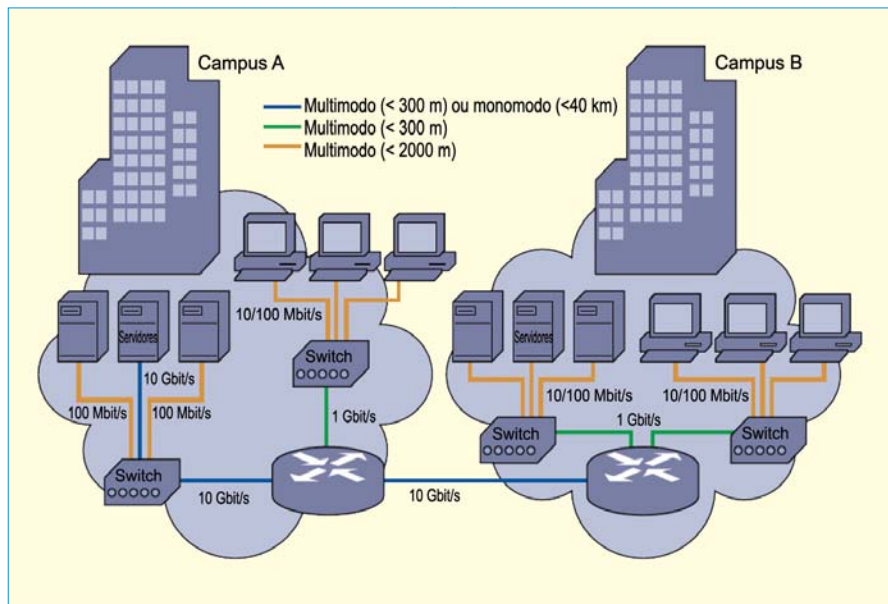 Campus A
Campus B
Multimodo (< 300 m) ou monomodo (<40 km)
Multimodo (< 300 m)
Multimodo (< 2000 m)
10/100 Mbit/s
Servidores
Servidores
Switch
10 Gbit/s
10/100 Mbit/s
10/100 Mbit/s
100 Mbit/s
100 Mbit/s
1 Gbit/s
1 Gbit/s
Switch
Switch
Switch
10 Gbit/s
10 Gbit/s